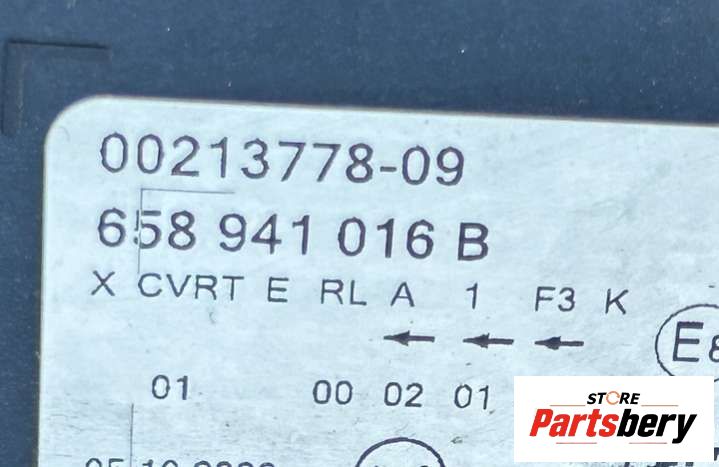 00213778-09
658 941 016 B
X CVRT E RL A 1 F3 K
← ← ←
01 00 02 01
STORE
Partsbery